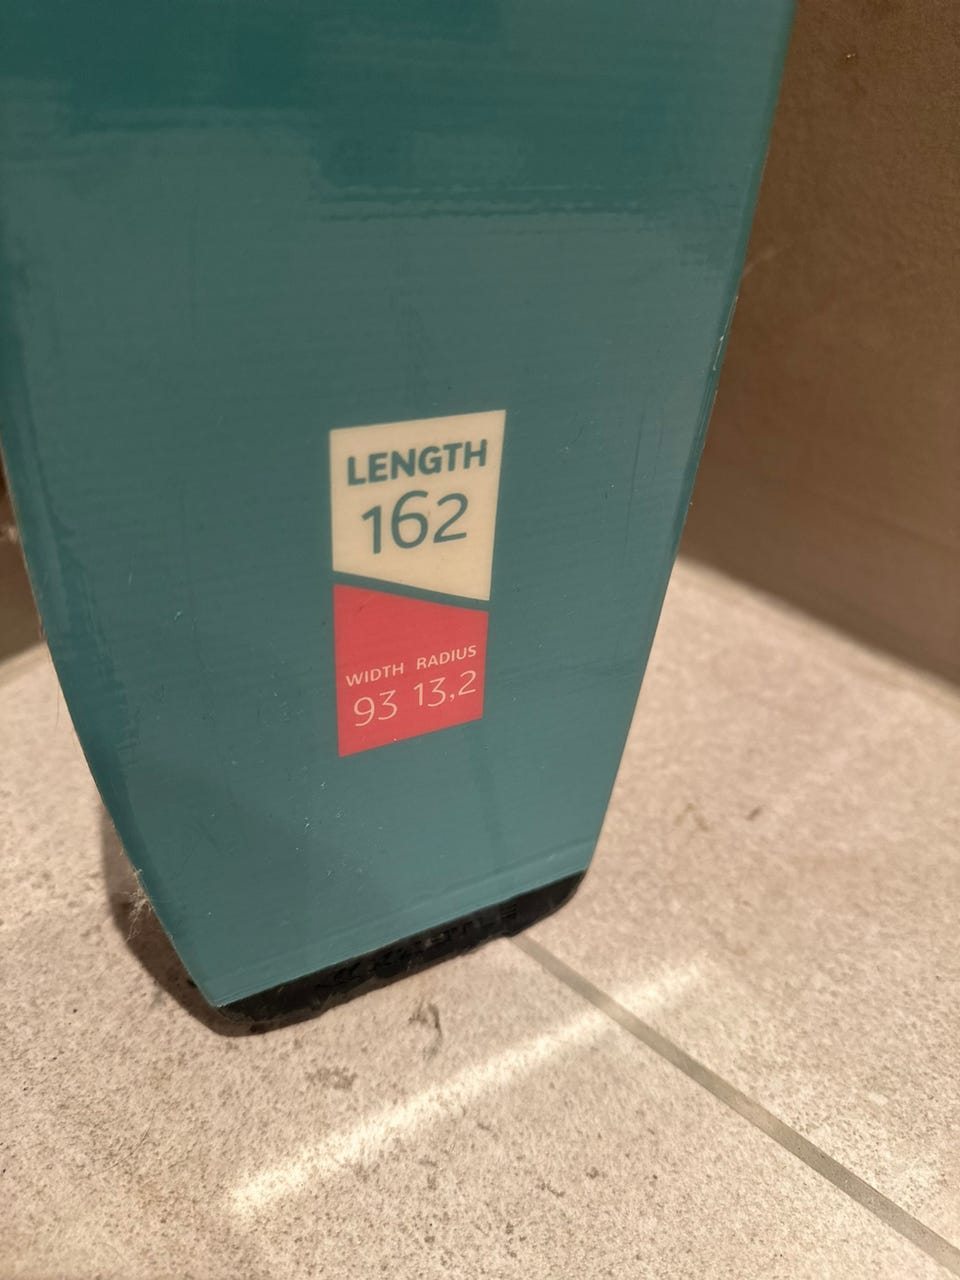 LENGTH
162
WIDTH RADIUS
93 13,2